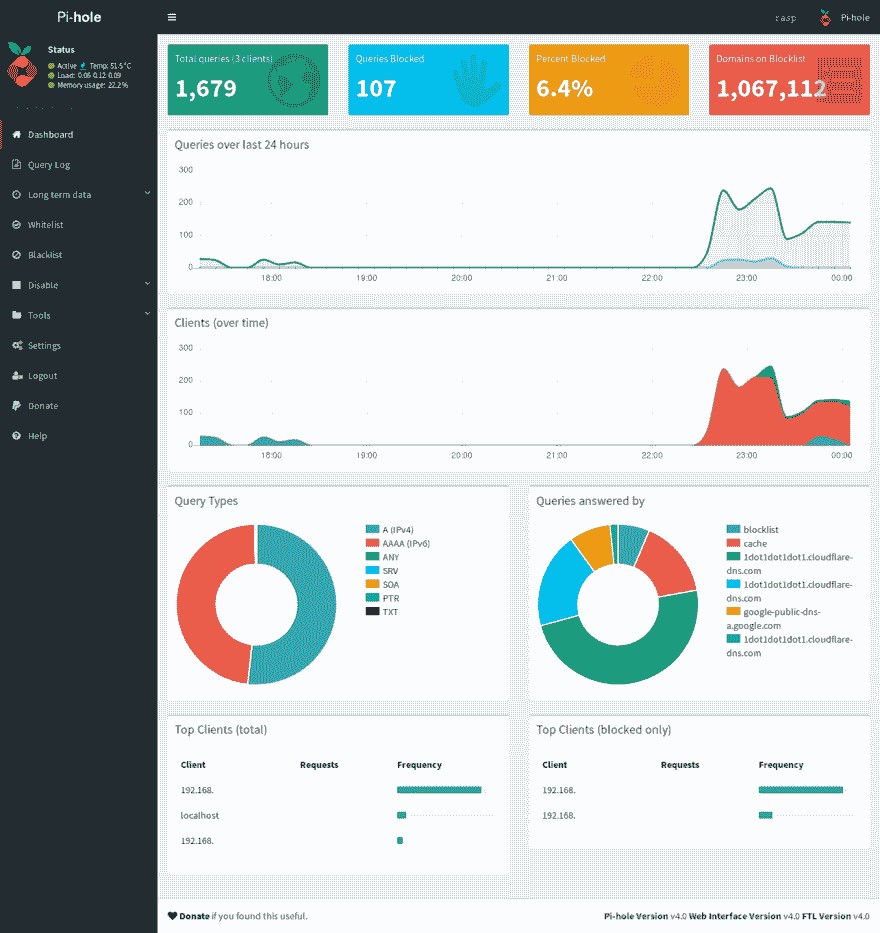 Pi-hole
rasp
Pi-hole
Status
Active Temp: 51.5 °C
Load: 0.06 0.12 0.09
Memory usage: 22.2 %
Dashboard
Query Log
Long term data
Whitelist
Blacklist
Disable
Tools
Settings
Logout
Donate
Help
Total queries (3 clients)
1,679
Queries Blocked
107
Percent Blocked
6.4%
Domains on Blocklist
1,067,112
Queries over last 24 hours
300
200
100
0
18:00 19:00 20:00 21:00 22:00 23:00 00:00
Clients (over time)
300
200
100
0
18:00 19:00 20:00 21:00 22:00 23:00 00:00
Query Types
A (IPv4)
AAAA (IPv6)
ANY
SRV
SOA
PTR
TXT
Queries answered by
blocklist
cache
1dot1dot1dot1.cloudflare-
dns.com
1dot1dot1dot1.cloudflare-
dns.com
google-public-dns-
a.google.com
1dot1dot1dot1.cloudflare-
dns.com
Top Clients (total)
Client Requests Frequency
192.168.
localhost
192.168.
Top Clients (blocked only)
Client Requests Frequency
192.168.
192.168.
Donate if you found this useful.
Pi-hole Version v4.0 Web Interface Version v4.0 FTL Version v4.0